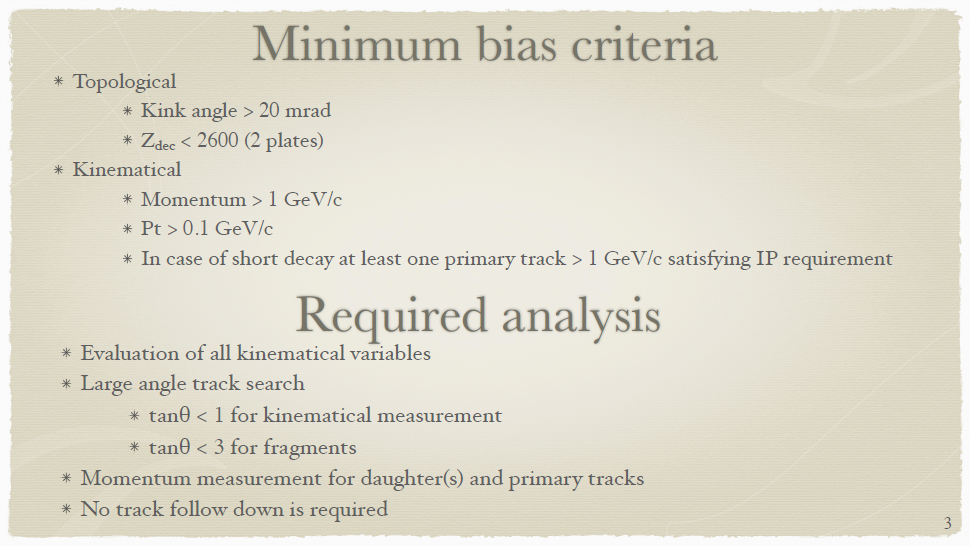 Minimum bias criteria
* Topological
* Kink angle > 20 mrad
* Zdec < 2600 (2 plates)
* Kinematical
* Momentum > 1 GeV/c
* Pt > 0.1 GeV/c
* In case of short decay at least one primary track > 1 GeV/c satisfying IP requirement
Required analysis
* Evaluation of all kinematical variables
* Large angle track search
* tanθ < 1 for kinematical measurement
* tanθ < 3 for fragments
* Momentum measurement for daughter(s) and primary tracks
* No track follow down is required
3